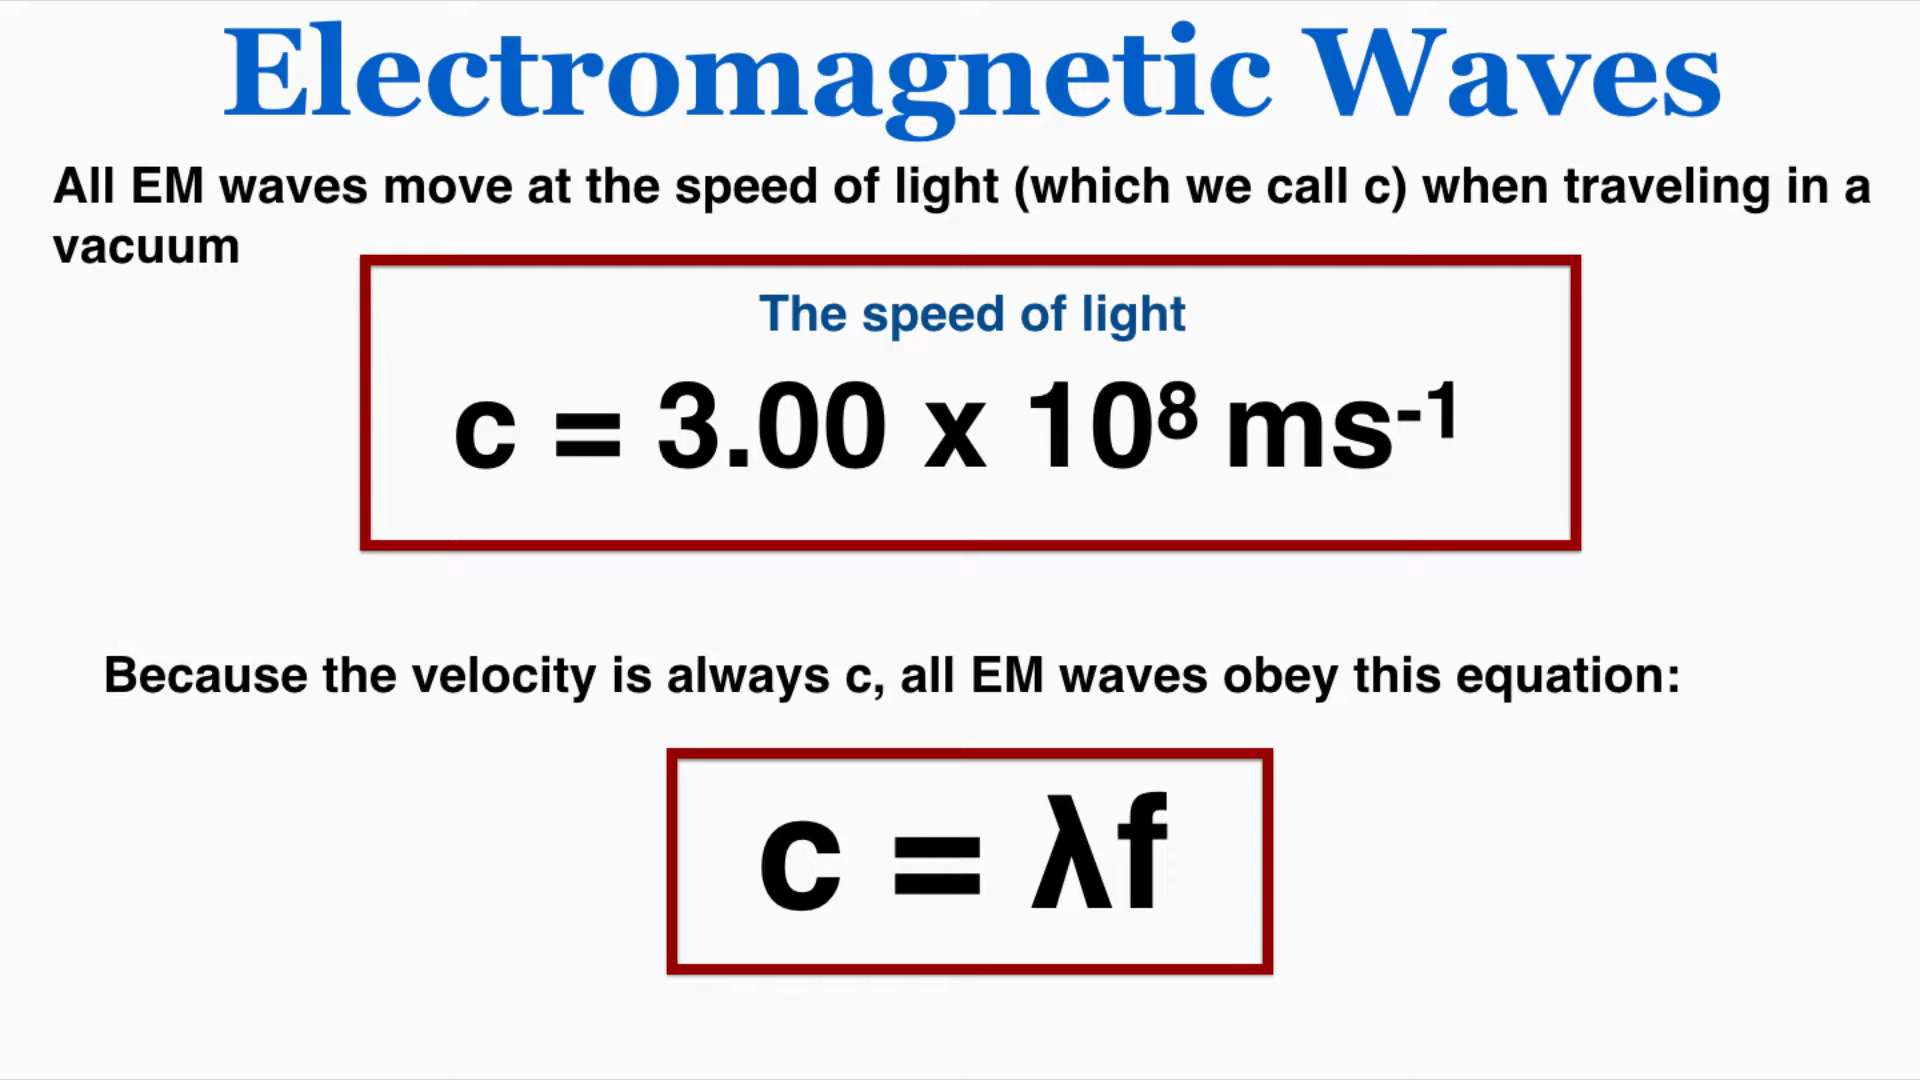 Electromagnetic Waves
All EM waves move at the speed of light (which we call c) when traveling in a
vacuum
The speed of light
c = 3.00 x 10⁸ ms⁻¹
Because the velocity is always c, all EM waves obey this equation:
c = λf